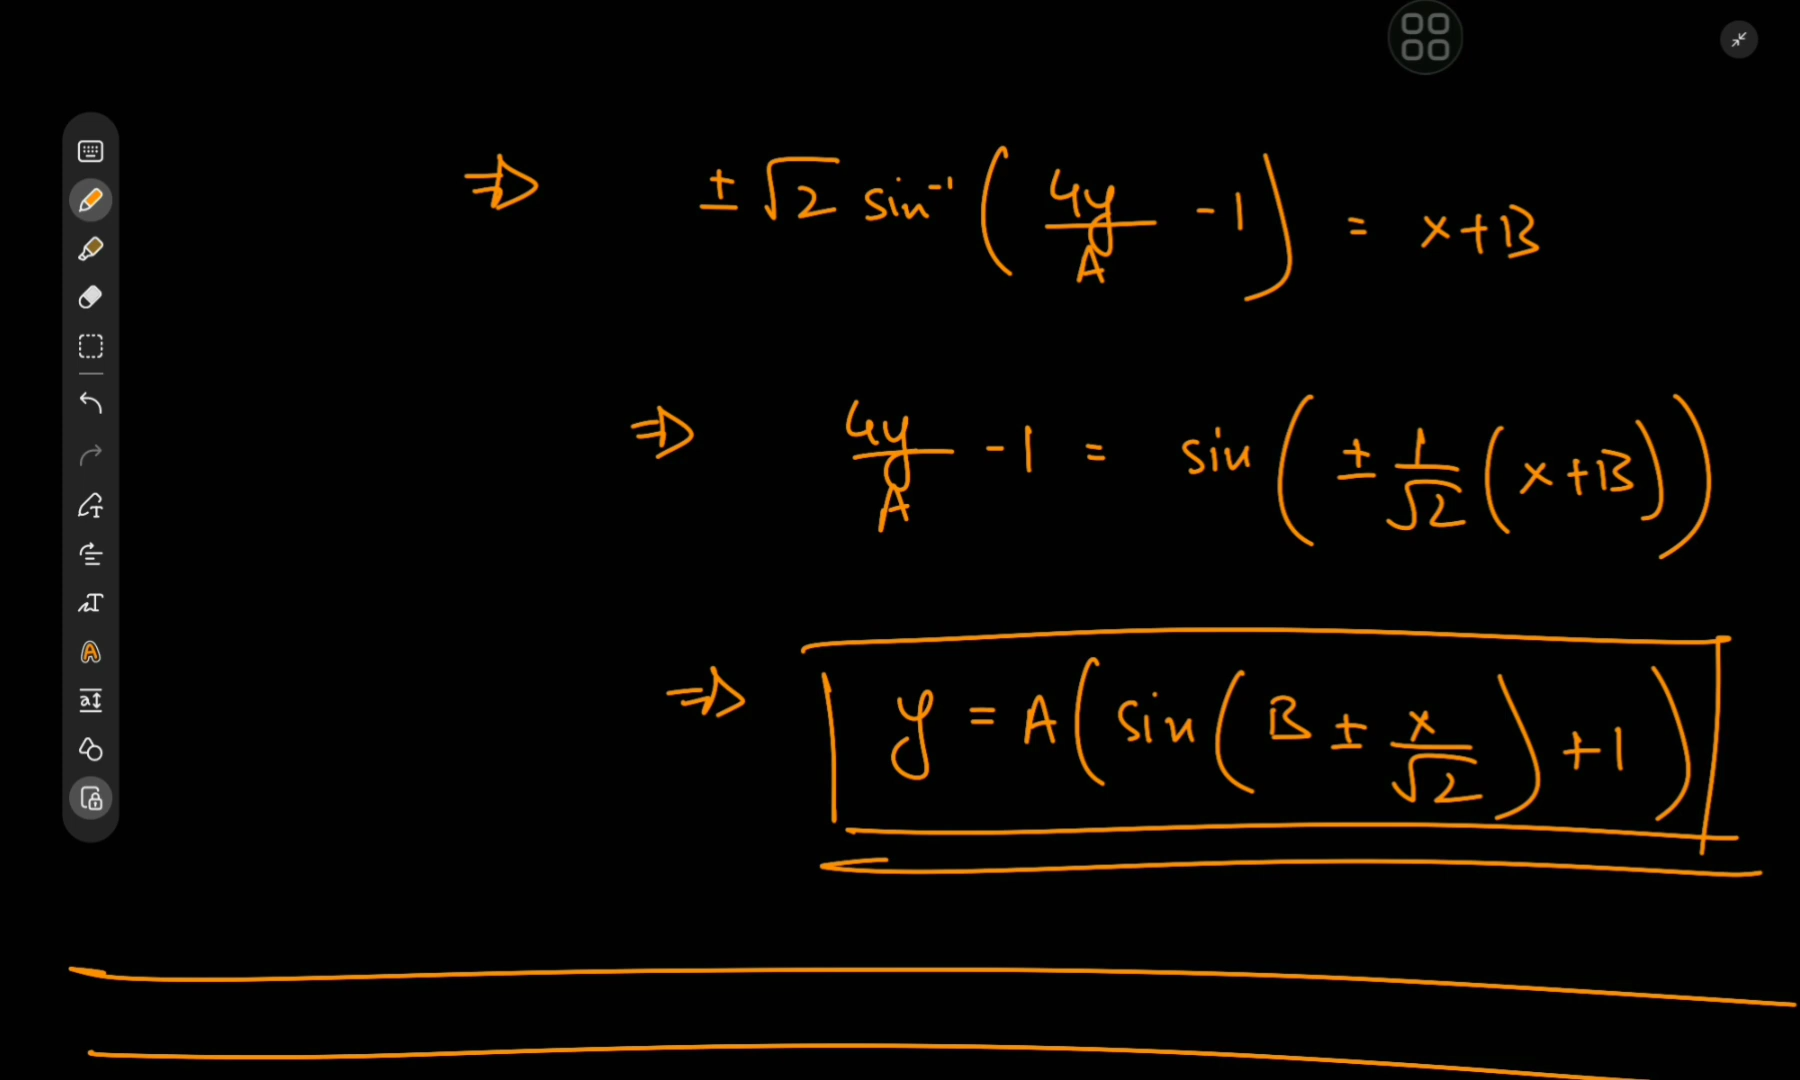 ⇒ ± √2 sin⁻¹ (4y/A - 1) = x + B
⇒ 4y/A - 1 = sin (± 1/√2 (x + B))
⇒ y = A (sin (B ± x/√2) + 1)